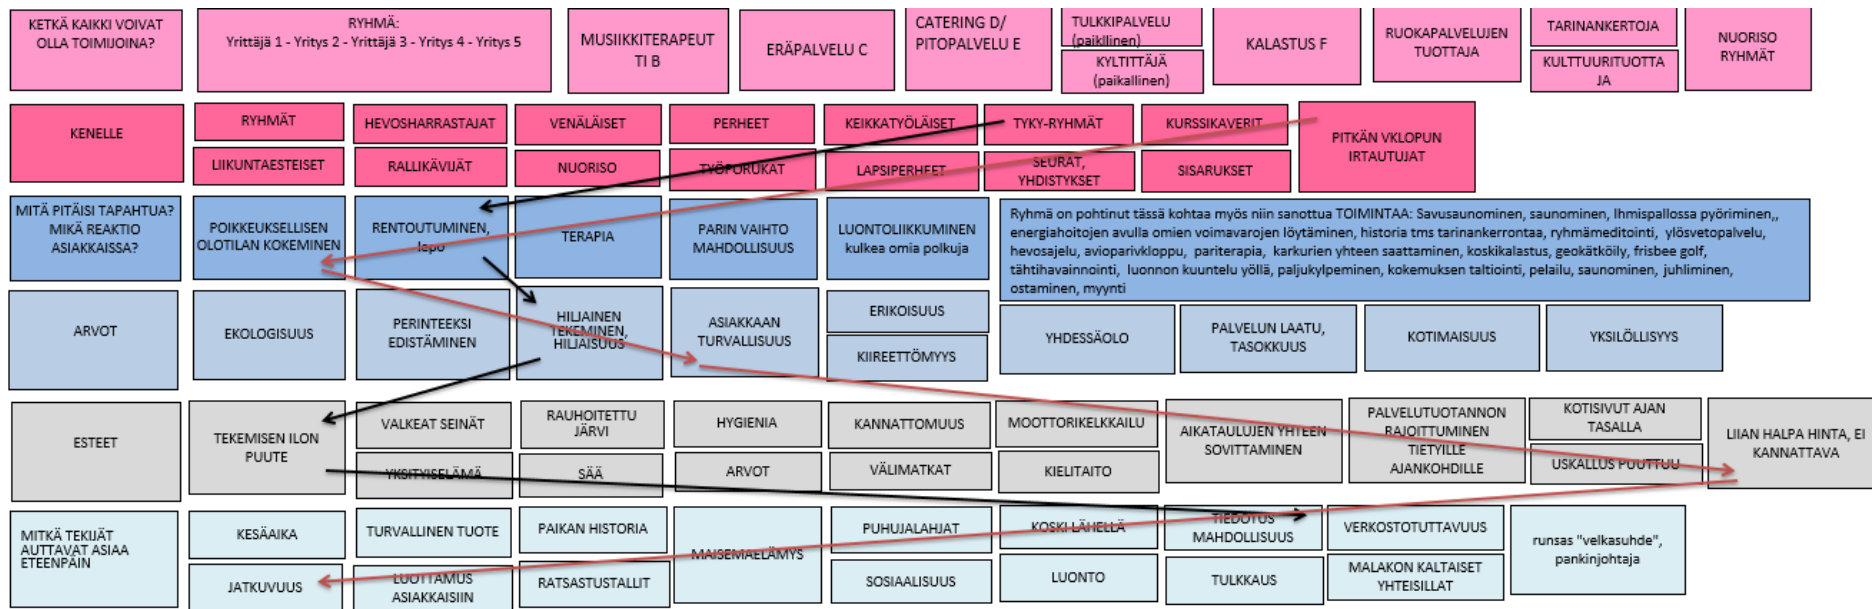 KETKÄ KAIKKI VOIVAT
OLLA TOIMIJOINA?
RYHMÄ:
Yrittäjä 1 - Yritys 2 - Yrittäjä 3 - Yritys 4 - Yritys 5
MUSIIKKITERAPEUT
TI B
ERÄPALVELU C
CATERING D/
PITOPALVELU E
TULKKIPALVELU
(paikllinen)
KYLTITTÄJÄ
(paikallinen)
KALASTUS F
RUOKAPALVELUJEN
TUOTTAJA
TARINANKERTOJA
KULTTUURITUOTTA
JA
NUORISO
RYHMÄT
KENELLE
RYHMÄT
HEVOSHARRASTAJAT
VENÄLÄISET
PERHEET
KEIKKATYÖLÄISET
TYKY-RYHMÄT
KURSSIKAVERIT
PITKÄN VKLOPUN
IRTAUTUJAT
LIIKUNTAESTEISET
RALLIKÄVIJÄT
NUORISO
TYÖPORUKAT
LAPSIPERHEET
SEURAT,
YHDISTYKSET
SISARUKSET
MITÄ PITÄISI TAPAHTUA?
MIKÄ REAKTIO
ASIAKKAISSA?
POIKKEUKSELLISEN
OLOTILAN KOKEMINEN
RENTOUTUMINEN,
lepo
TERAPIA
PARIN VAIHTO
MAHDOLLISUUS
LUONTOLIIKKUMINEN
kulkea omia polkuja
Ryhmä on pohtinut tässä kohtaa myös niin sanottua TOIMINTAA: Savusaunominen, saunominen, Ihmispallossa pyöriminen,,
energiahoitojen avulla omien voimavarojen löytäminen, historia tms tarinankerrontaa, ryhmämeditointi, ylösvetopalvelu,
hevosajelu, avioparivkloppu, pariterapia, karkurien yhteen saattaminen, koskikalastus, geokätköily, frisbee golf,
tähtihavainnointi, luonnon kuuntelu yöllä, paljukylpeminen, kokemuksen taltiointi, pelailu, saunominen, juhliminen,
ostaminen, myynti
ARVOT
EKOLOGISUUS
PERINTEEKSI
EDISTÄMINEN
HILJAINEN
TEKEMINEN,
HILJAISUUS
ASIAKKAAN
TURVALLISUUS
ERIKOISUUS
KIIREETTÖMYYS
YHDESSÄOLO
PALVELUN LAATU,
TASOKKUUS
KOTIMAISUUS
YKSILÖLLISYYS
ESTEET
TEKEMISEN ILON
PUUTE
VALKEAT SEINÄT
RAUHOITETTU
JÄRVI
HYGIENIA
KANNATTOMUUS
MOOTTORIKELKKAILU
AIKATAULUJEN YHTEEN
SOVITTAMINEN
PALVELUTUOTANNON
RAJOITTUMINEN
TIETYILLE
AJANKOHDILLE
KOTISIVUT AJAN
TASALLA
LIIAN HALPA HINTA, EI
KANNATTAVA
YKSITYISELÄMÄ
SÄÄ
ARVOT
VÄLIMATKAT
KIELITAITO
USKALLUS PUUTTUU
MITKÄ TEKIJÄT
AUTTAVAT ASIAA
ETEENPÄIN
KESÄAIKA
TURVALLINEN TUOTE
PAIKAN HISTORIA
MAISEMAELÄMYS
PUHUJALAHJAT
KOSKI LÄHELLÄ
TIEDOTUS
MAHDOLLISUUS
VERKOSTOTUTTAVUUS
runsas "velkasuhde",
pankinjohtaja
JATKUVUUS
LUOTTAMUS
ASIAKKAISIIN
RATSASTUSTALLIT
SOSIAALISUUS
LUONTO
TULKKAUS
MALAKON KALTAISET
YHTEISILLAT